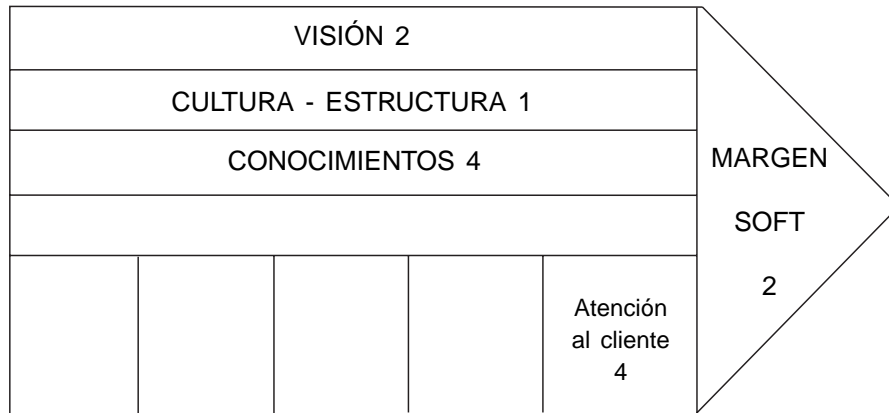 VISIÓN 2
CULTURA - ESTRUCTURA 1
CONOCIMIENTOS 4
MARGEN
SOFT
2
Atención
al cliente
4